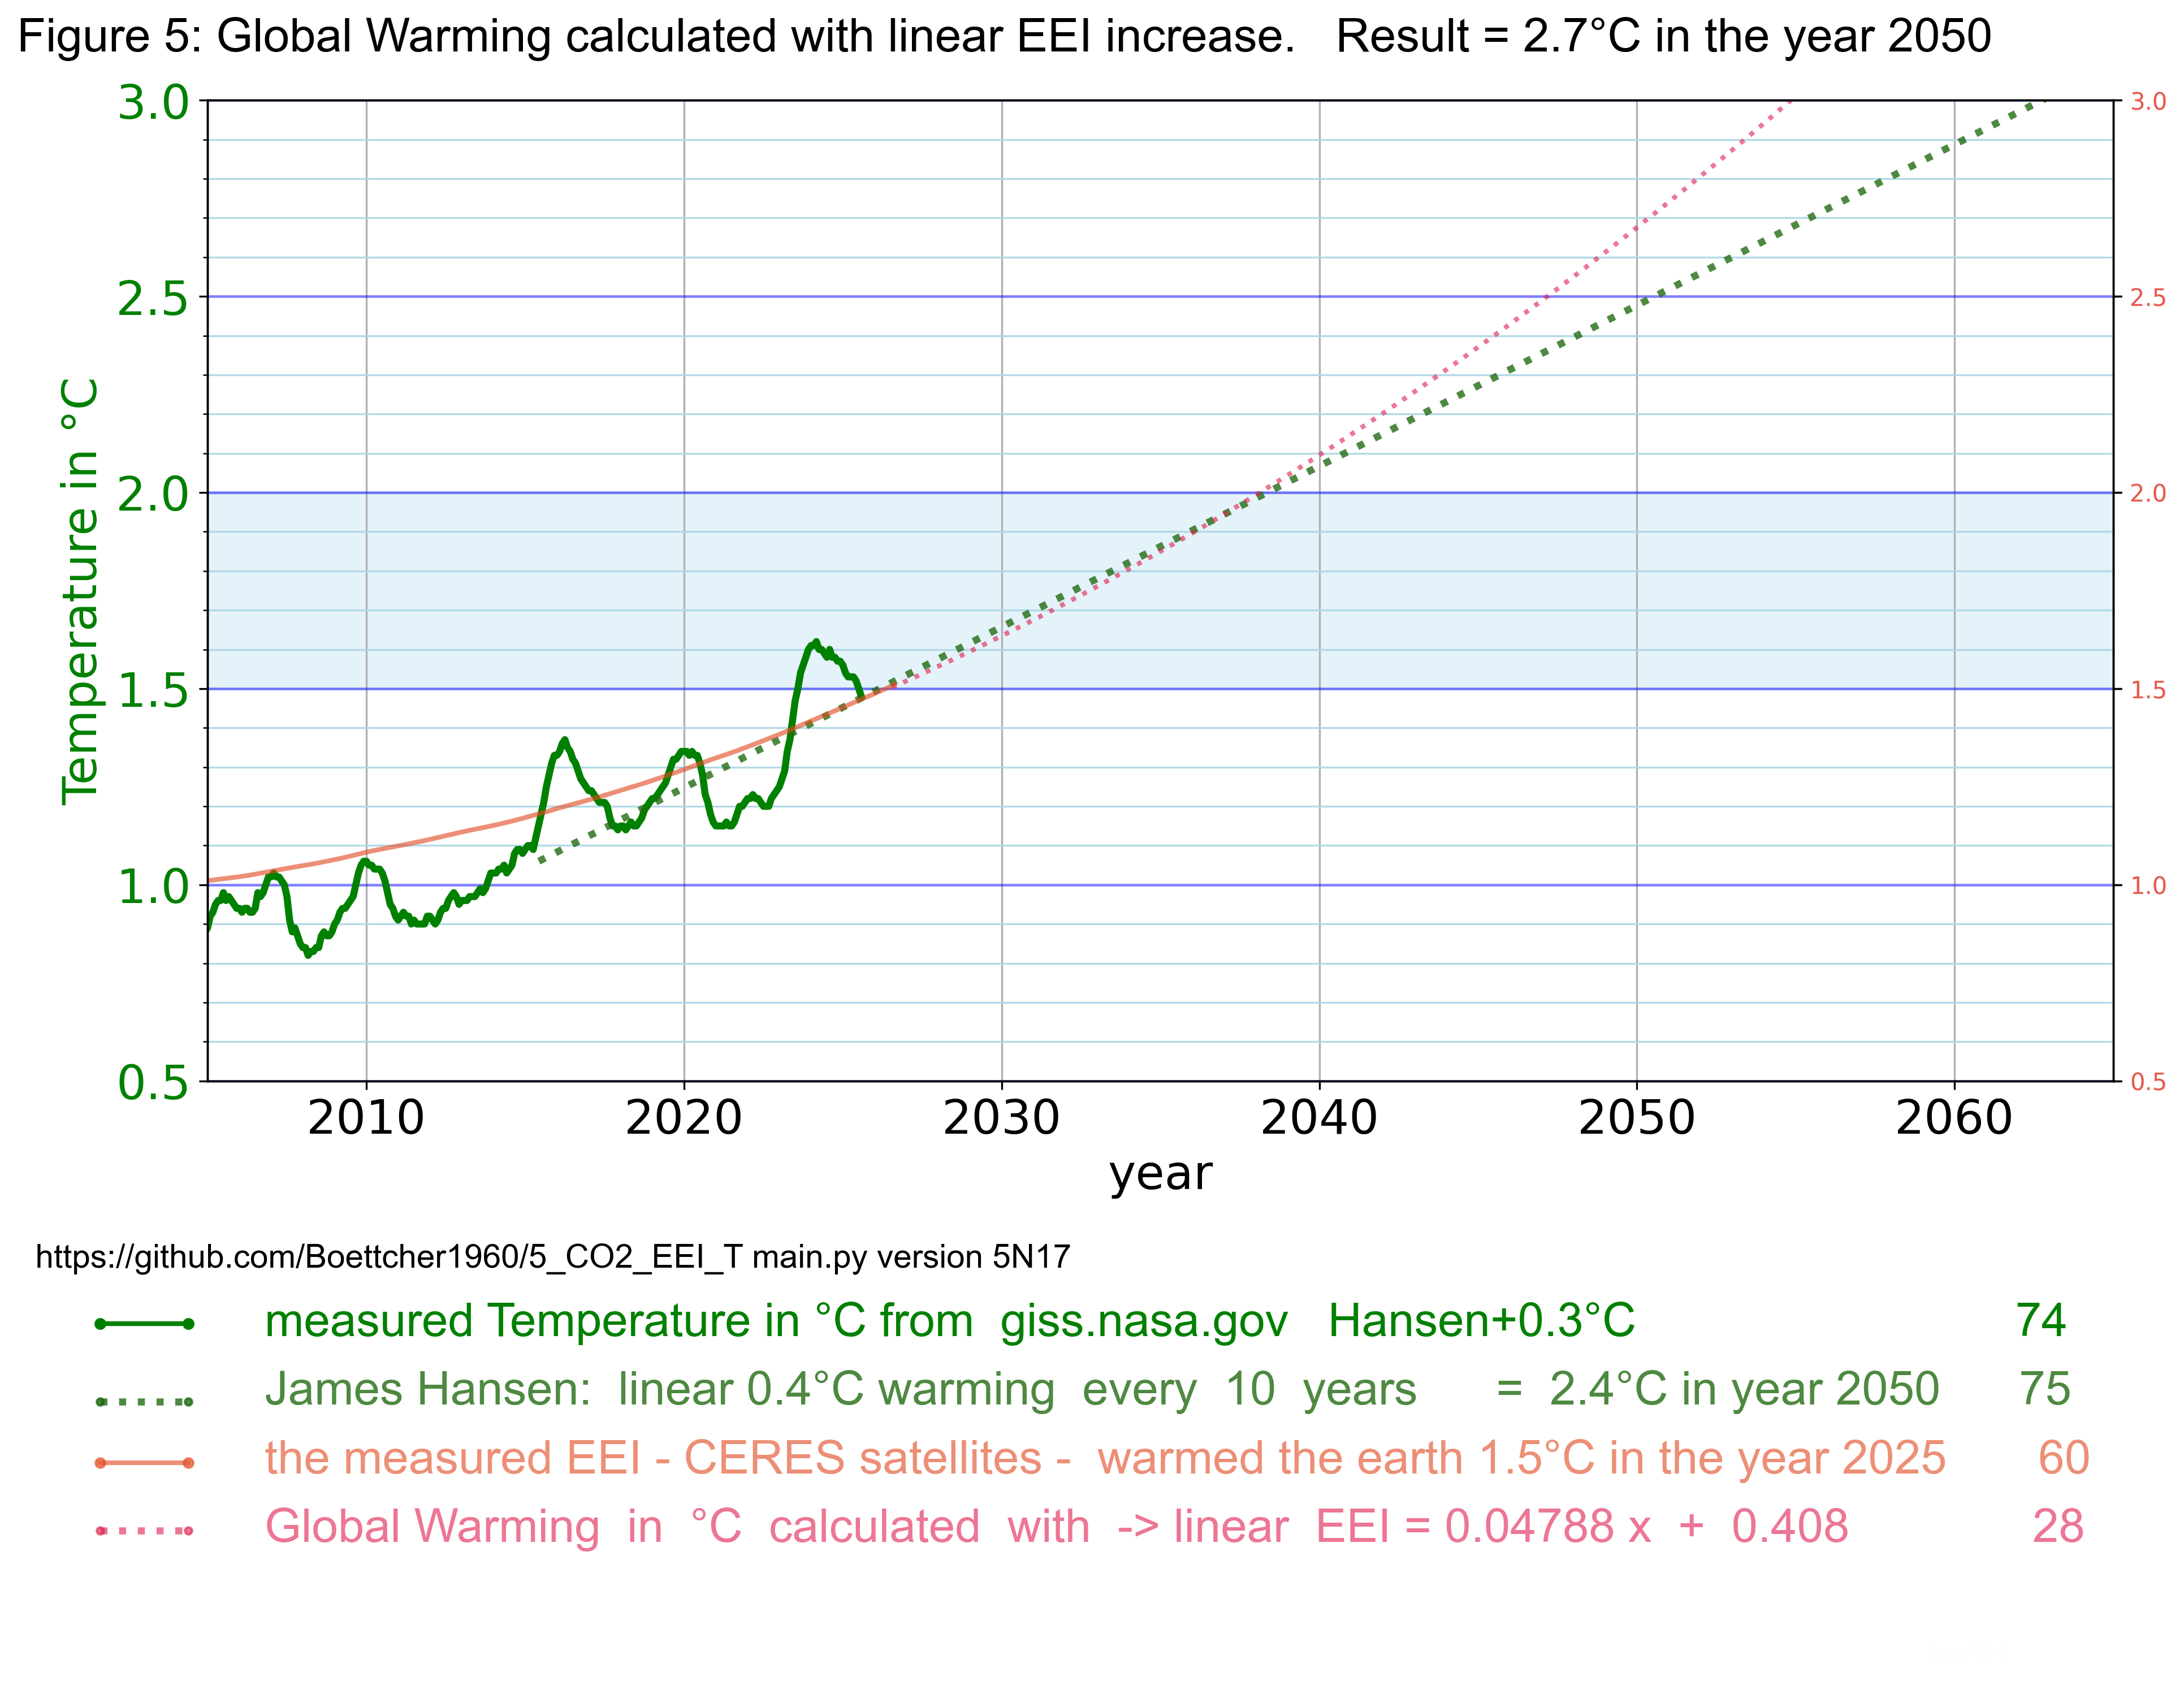 Figure 5: Global Warming calculated with linear EEI increase. Result = 2.7°C in the year 2050
3.0
2.5
2.0
1.5
1.0
0.5
Temperature in °C
3.0
2.5
2.0
1.5
1.0
0.5
2010 2020 2030 2040 2050 2060
year
https://github.com/Boettcher1960/5_CO2_EEI_T main.py version 5N17
measured Temperature in °C from giss.nasa.gov Hansen+0.3°C 74
James Hansen: linear 0.4°C warming every 10 years = 2.4°C in year 2050 75
the measured EEI - CERES satellites - warmed the earth 1.5°C in the year 2025 60
Global Warming in °C calculated with -> linear EEI = 0.04788 x + 0.408 28